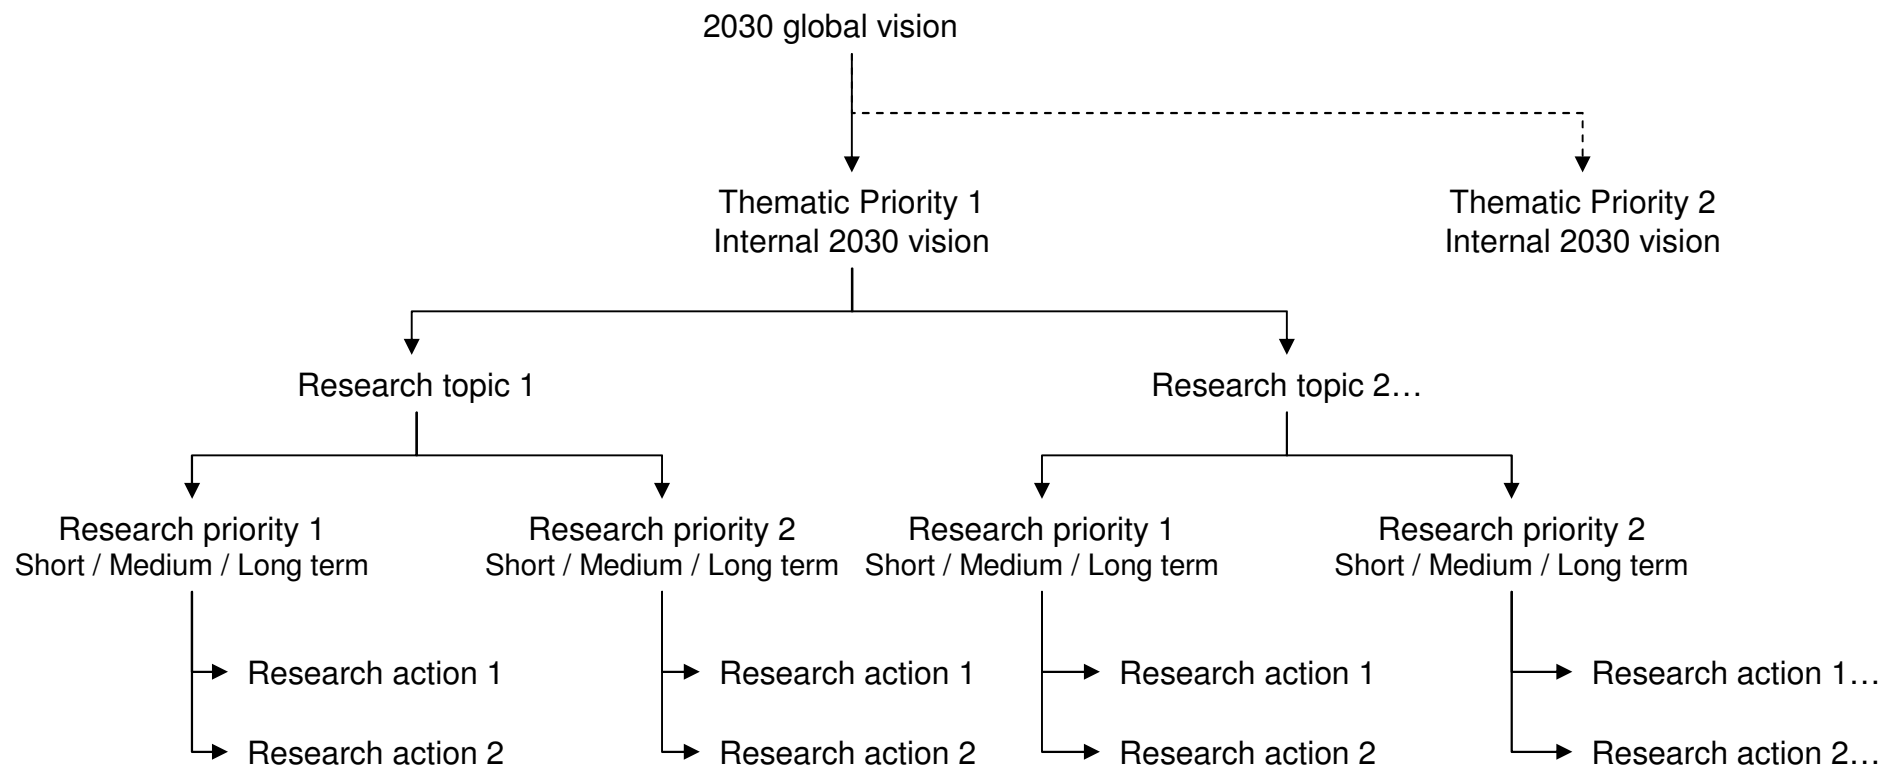 2030 global vision
Thematic Priority 1
Internal 2030 vision
Thematic Priority 2
Internal 2030 vision
Research topic 1
Research topic 2…
Research priority 1
Short / Medium / Long term
Research priority 2
Short / Medium / Long term
Research priority 1
Short / Medium / Long term
Research priority 2
Short / Medium / Long term
Research action 1
Research action 1
Research action 1
Research action 1…
Research action 2
Research action 2
Research action 2
Research action 2…